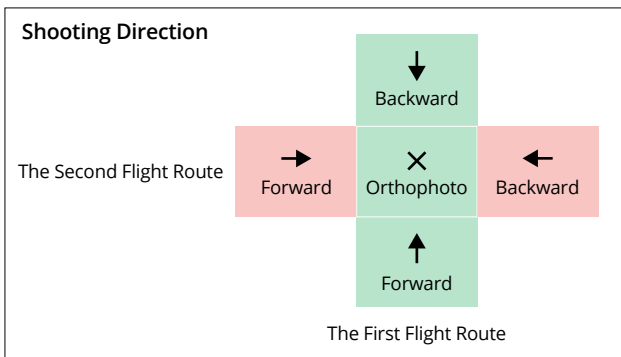 Shooting Direction
Backward
The Second Flight Route
Forward
Orthophoto
Backward
Forward
The First Flight Route